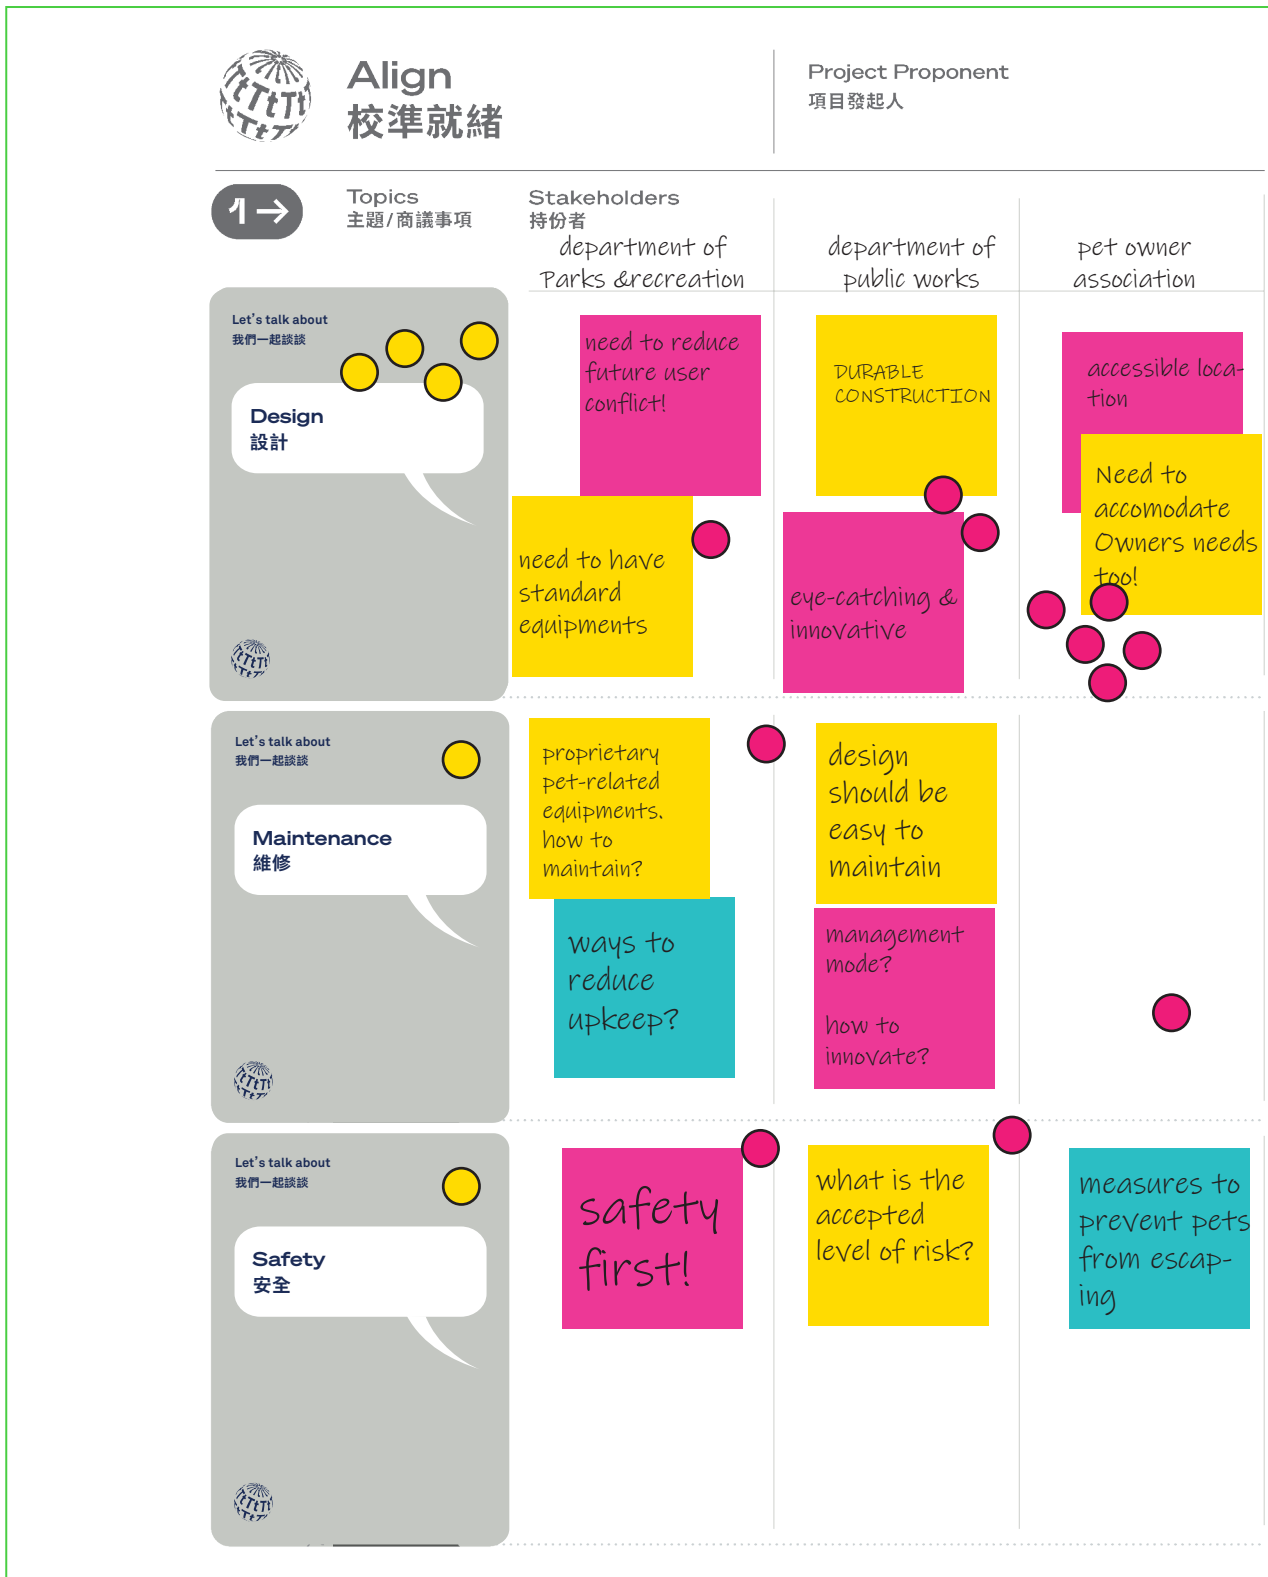 Align
校準就緒
Project Proponent
項目發起人
1→
Topics
主題/商議事項
Stakeholders
持份者
department of
Parks &recreation
department of
public works
pet owner
association
Let's talk about
我們一起談談
Design
設計
need to reduce
future user
conflict!
need to have
standard
equipments
DURABLE
CONSTRUCTION
eye-catching &
innovative
accessible loca-
tion
Need to
accomodate
Owners needs
too!
Let's talk about
我們一起談談
Maintenance
維修
proprietary
pet-related
equipments.
how to
maintain?
ways to
reduce
upkeep?
design
should be
easy to
maintain
management
mode?
how to
innovate?
Let's talk about
我們一起談談
Safety
安全
safety
first!
what is the
accepted
level of risk?
measures to
prevent pets
from escap-
ing